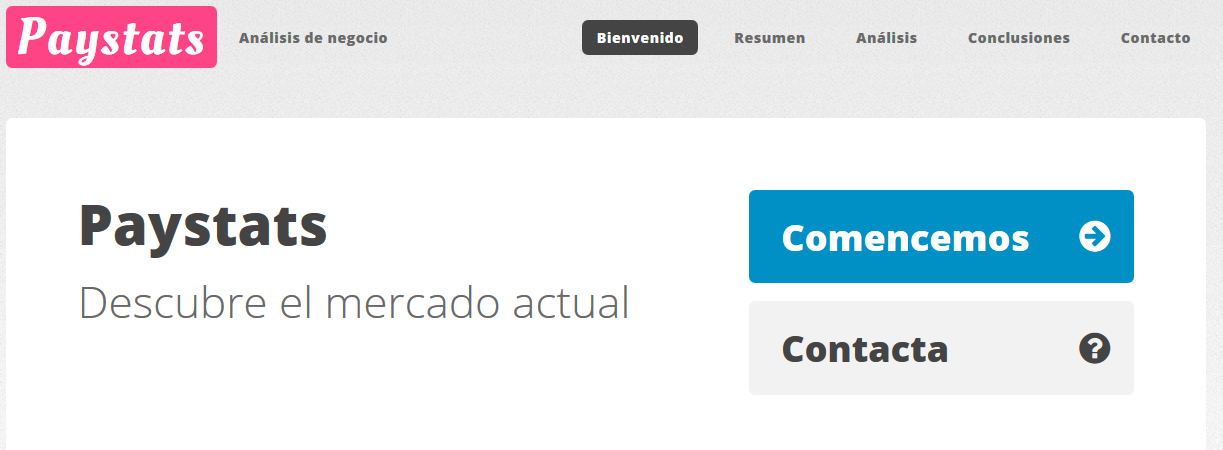 Paystats
Análisis de negocio
Bienvenido
Resumen
Análisis
Conclusiones
Contacto
Paystats
Descubre el mercado actual
Comencemos
Contacta